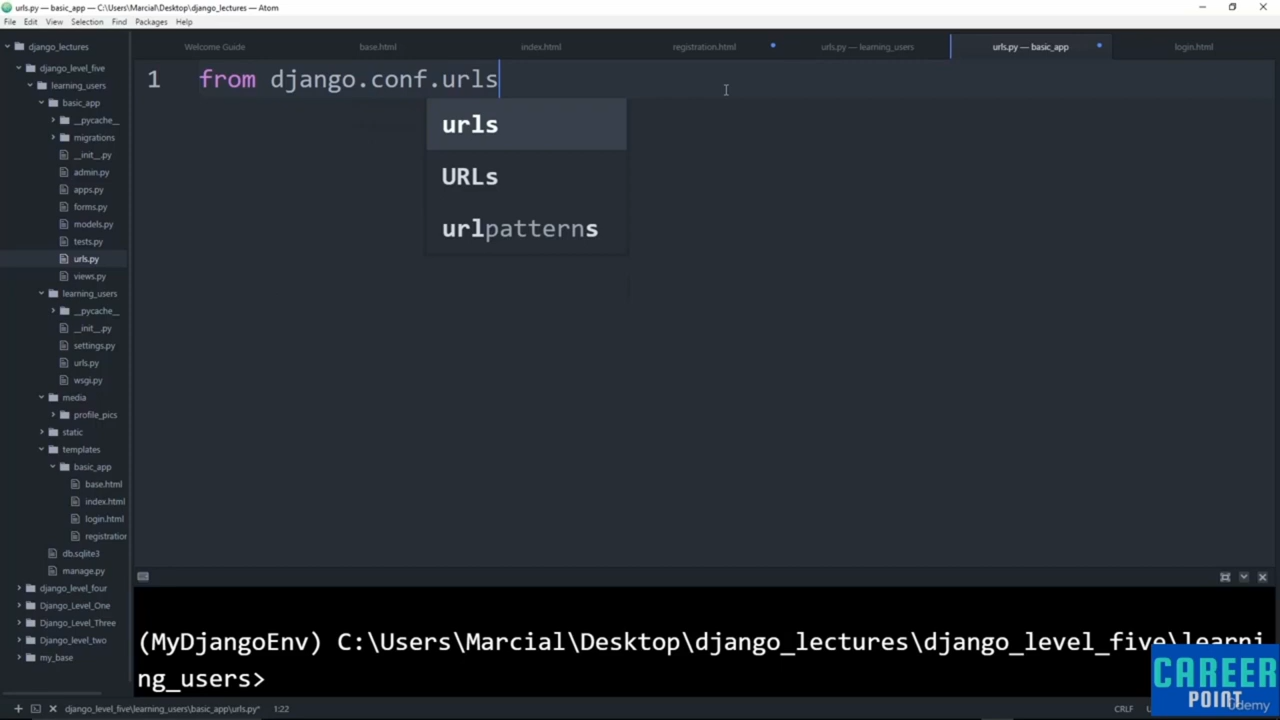 urls.py — basic_app — C:\Users\Marcial\Desktop\django_lectures — Atom
File Edit View Selection Find Packages Help
django_lectures
django_level_five
learning_users
basic_app
__pycache__
migrations
__init__.py
admin.py
apps.py
forms.py
models.py
tests.py
urls.py
views.py
learning_users
__pycache__
__init__.py
settings.py
urls.py
wsgi.py
media
profile_pics
static
templates
basic_app
base.html
index.html
login.html
registration
db.sqlite3
manage.py
django_level_four
Django_Level_One
Django_Level_Three
Django_level_two
my_base
Welcome Guide base.html index.html registration.html urls.py — learning_users urls.py — basic_app login.html
1 from django.conf.urls
urls
URLs
urlpatterns
(MyDjangoEnv) C:\Users\Marcial\Desktop\django_lectures\django_level_five\learni
ng_users>
CAREER
POINT
Udemy
django_level_five\learning_users\basic_app\urls.py* 1:22 CRLF